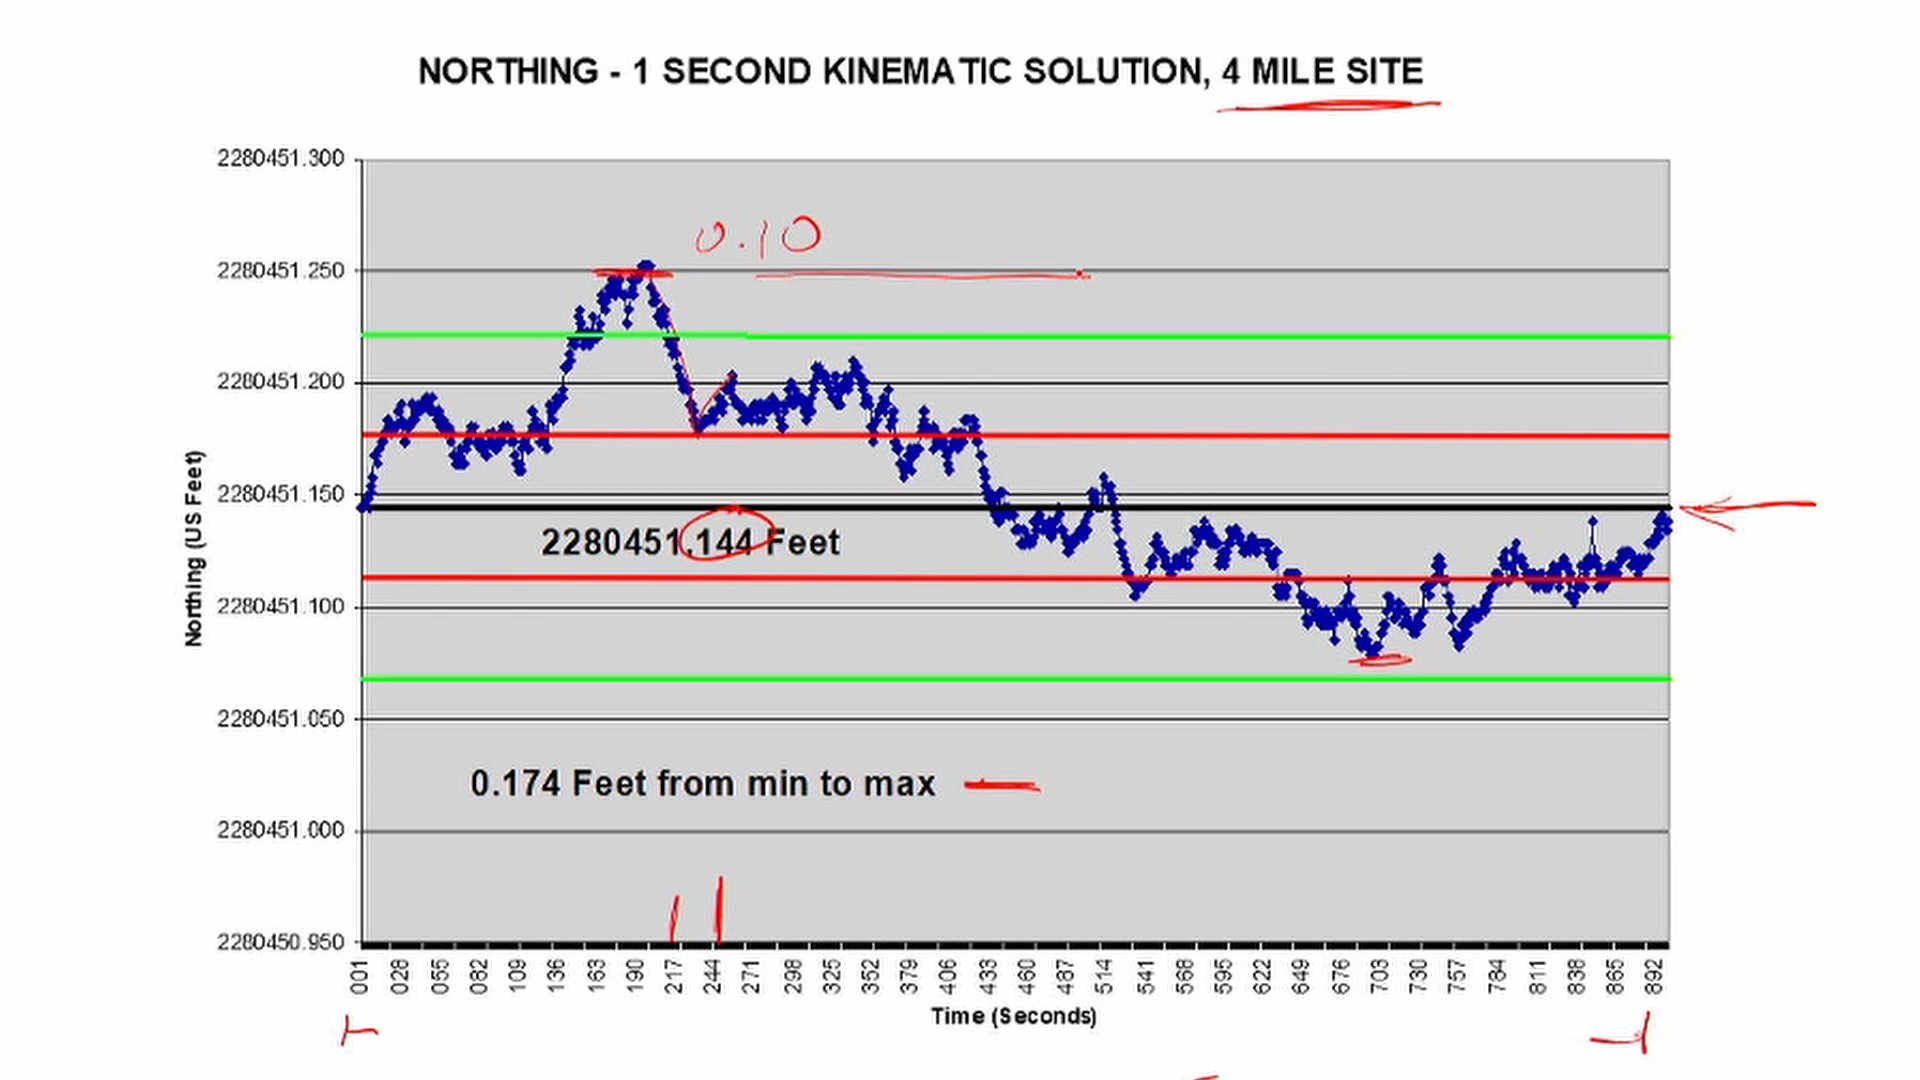 NORTHING - 1 SECOND KINEMATIC SOLUTION, 4 MILE SITE
2280451.300
0.10
2280451.250
2280451.200
2280451.150
2280451.144 Feet
2280451.100
2280451.050
0.174 Feet from min to max
2280451.000
2280450.950
Northing (US Feet)
001 028 055 082 109 136 163 190 217 244 271 298 325 352 379 406 433 460 487 514 541 568 595 622 649 676 703 730 757 784 811 838 865 892
Time (Seconds)